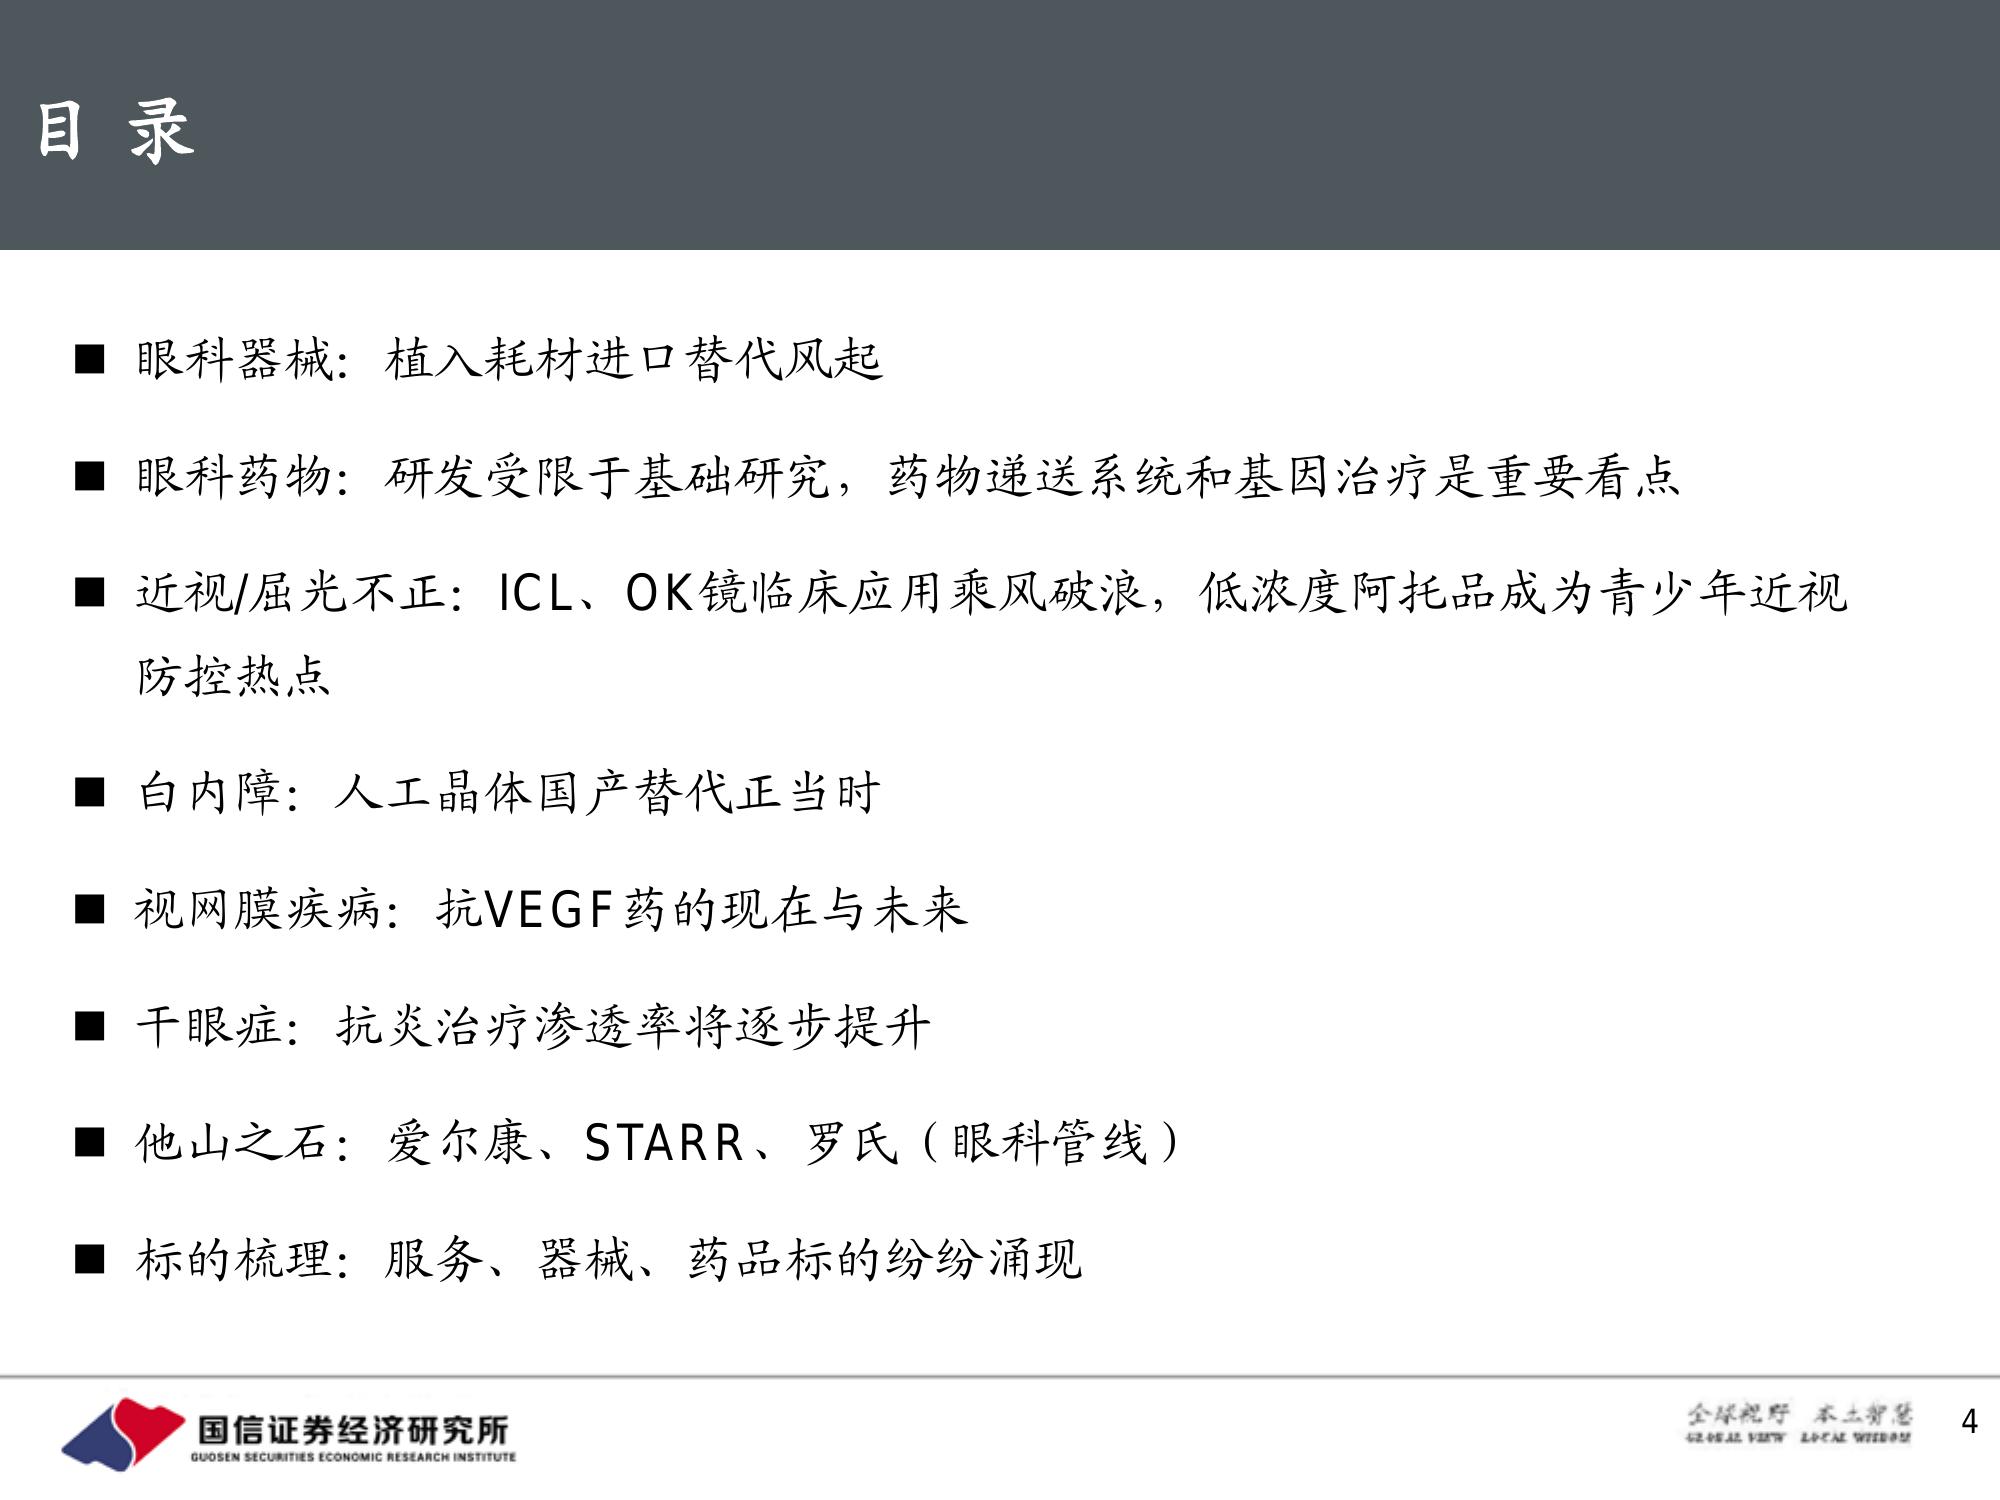 目 录
■ 眼科器械：植入耗材进口替代风起
■ 眼科药物：研发受限于基础研究，药物递送系统和基因治疗是重要看点
■ 近视/屈光不正：ICL、OK镜临床应用乘风破浪，低浓度阿托品成为青少年近视
防控热点
■ 白内障：人工晶体国产替代正当时
■ 视网膜疾病：抗VEGF药的现在与未来
■ 干眼症：抗炎治疗渗透率将逐步提升
■ 他山之石：爱尔康、STARR、罗氏（眼科管线）
■ 标的梳理：服务、器械、药品标的纷纷涌现
国信证券经济研究所
GUOSEN SECURITIES ECONOMIC RESEARCH INSTITUTE
全球视野 本土智慧
GLOBAL VIEW LOCAL WISDOM
4